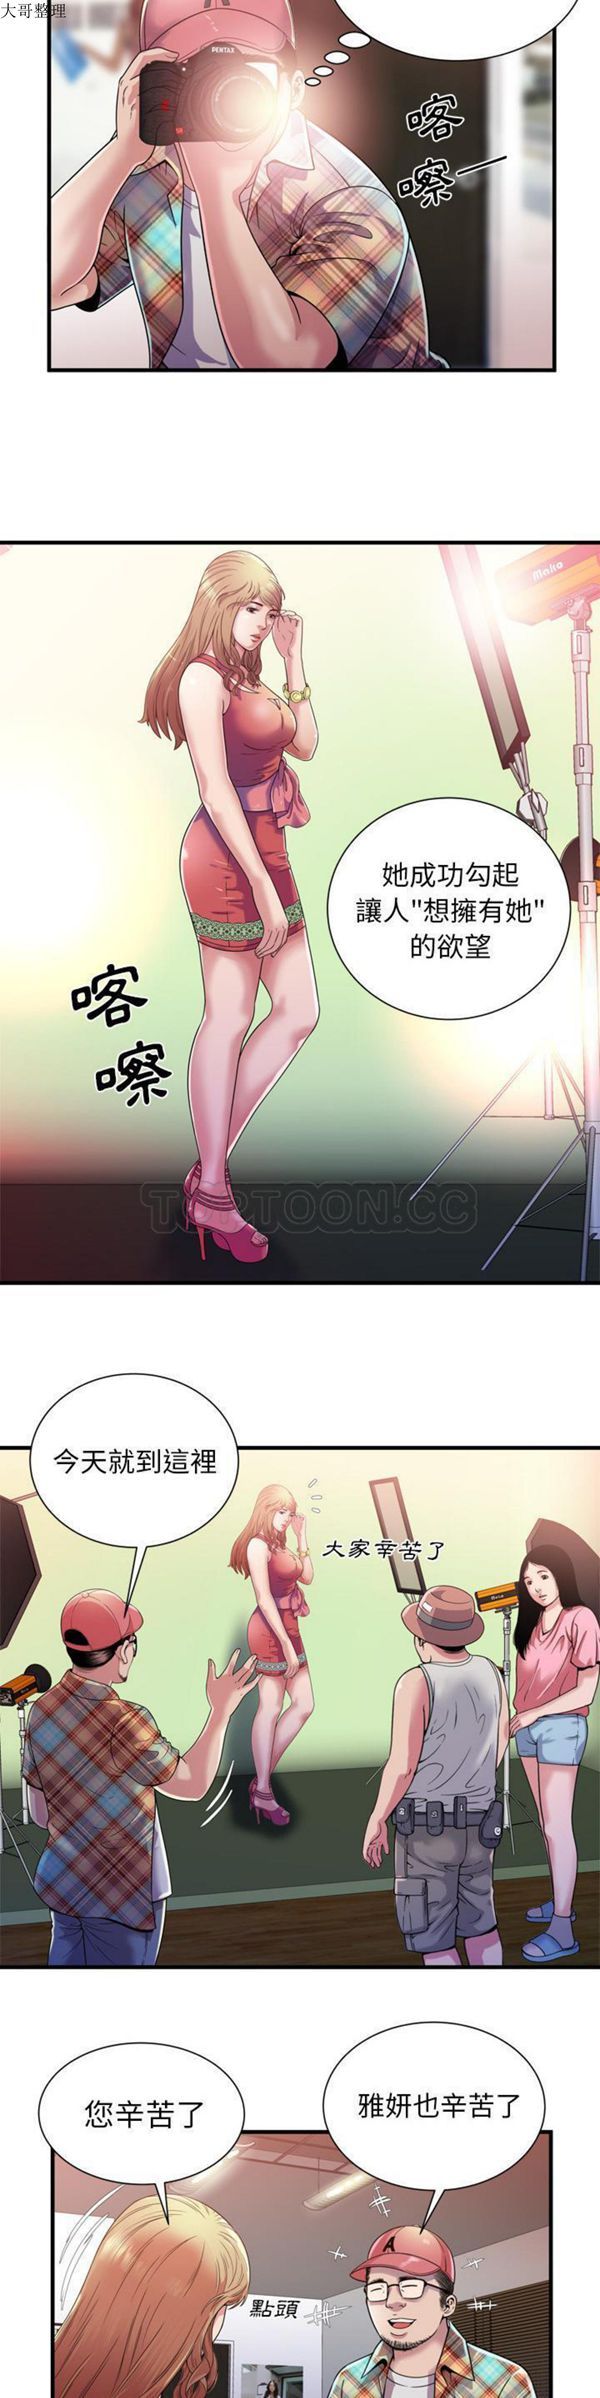 大哥整理
PENTAX
喀
嚓—
Malio
她成功勾起
讓人"想擁有她"
的欲望
喀
嚓
TOPTOON.CC
今天就到這裡
大家辛苦了
您辛苦了
雅妍也辛苦了
A
點頭